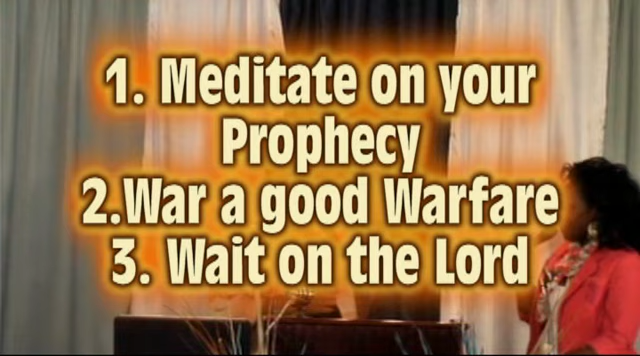 1. Meditate on your
Prophecy
2.War a good Warfare
3. Wait on the Lord